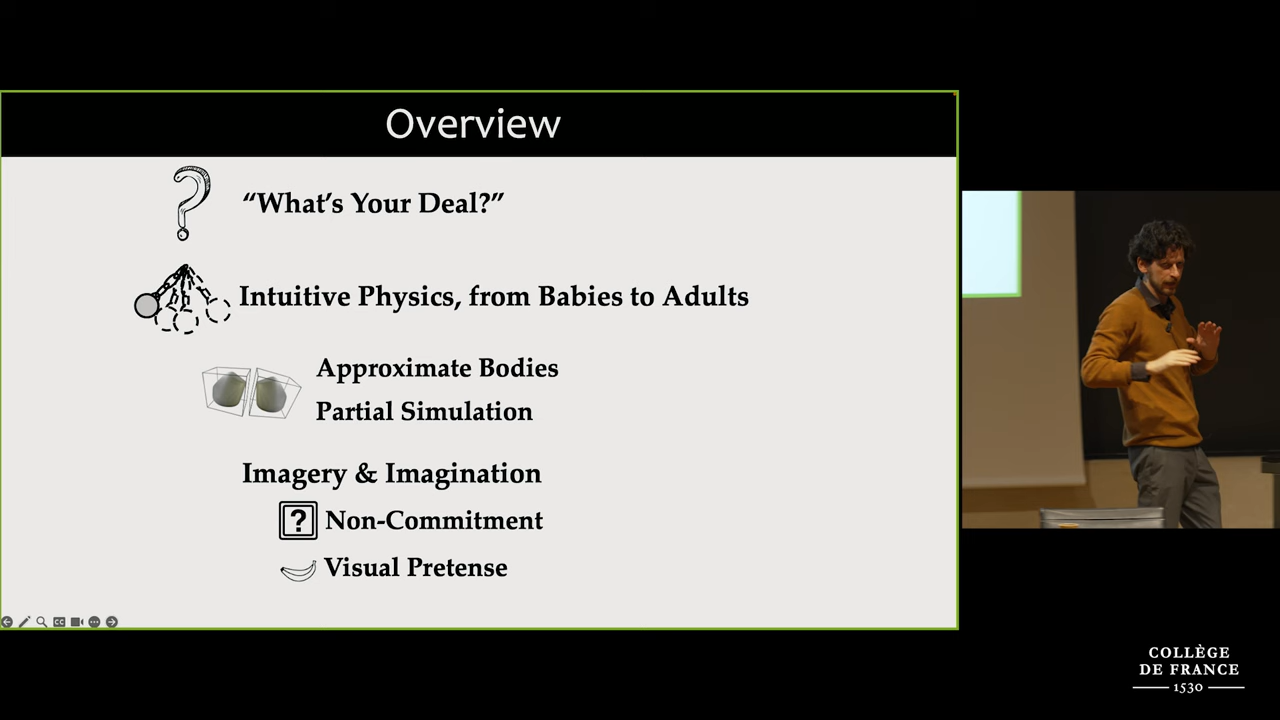 Overview
“What’s Your Deal?”
Intuitive Physics, from Babies to Adults
Approximate Bodies
Partial Simulation
Imagery & Imagination
? Non-Commitment
Visual Pretense
CC
COLLÈGE
DE FRANCE
1530